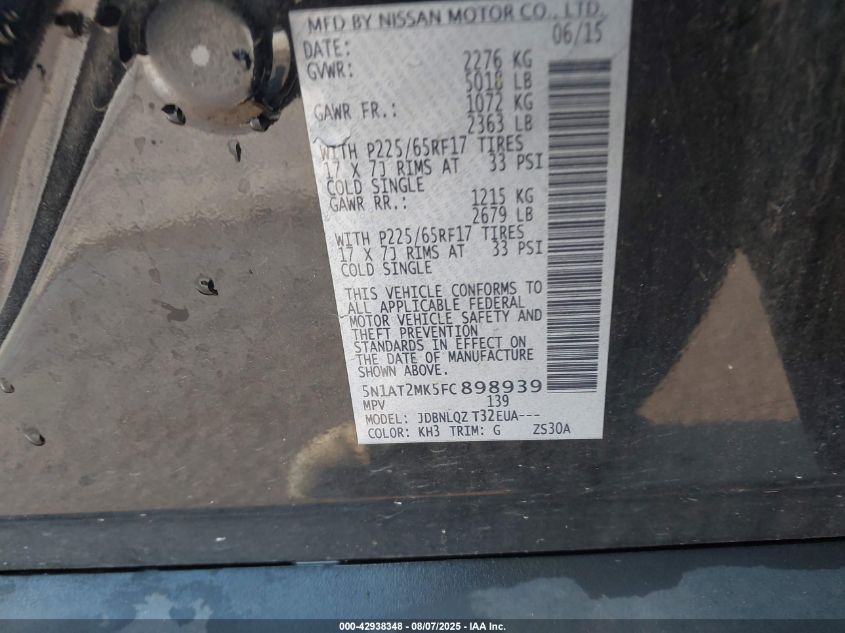 MFD BY NISSAN MOTOR CO., LTD.
DATE: 06/15
GVWR: 2276 KG
5018 LB
GAWR FR.: 1072 KG
2363 LB
WITH P225/65RF17 TIRES
17 X 7J RIMS AT 33 PSI
COLD SINGLE
GAWR RR.: 1215 KG
2679 LB
WITH P225/65RF17 TIRES
17 X 7J RIMS AT 33 PSI
COLD SINGLE
THIS VEHICLE CONFORMS TO
ALL APPLICABLE FEDERAL
MOTOR VEHICLE SAFETY AND
THEFT PREVENTION
STANDARDS IN EFFECT ON
THE DATE OF MANUFACTURE
SHOWN ABOVE.
5N1AT2MK5FC898939
MPV 139
MODEL: JDBNLQZ T32EUA---
COLOR: KH3 TRIM: G ZS30A
000-42938348 - 08/07/2025 - IAA Inc.